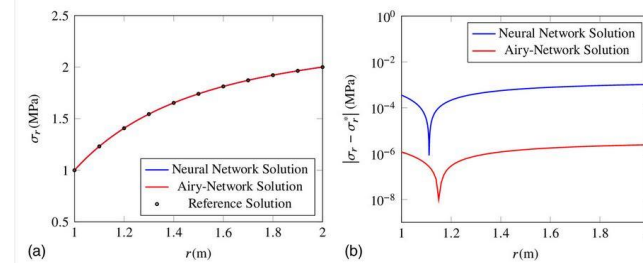 2.5
2
1.5
1
0.5
σr(MPa)
Neural Network Solution
Airy-Network Solution
Reference Solution
1
1.2
1.4
1.6
1.8
2
(a)
r(m)
10^0
10^-2
10^-4
10^-6
10^-8
|σr − σr*| (MPa)
Neural Network Solution
Airy-Network Solution
1
1.2
1.4
1.6
1.8
(b)
r(m)